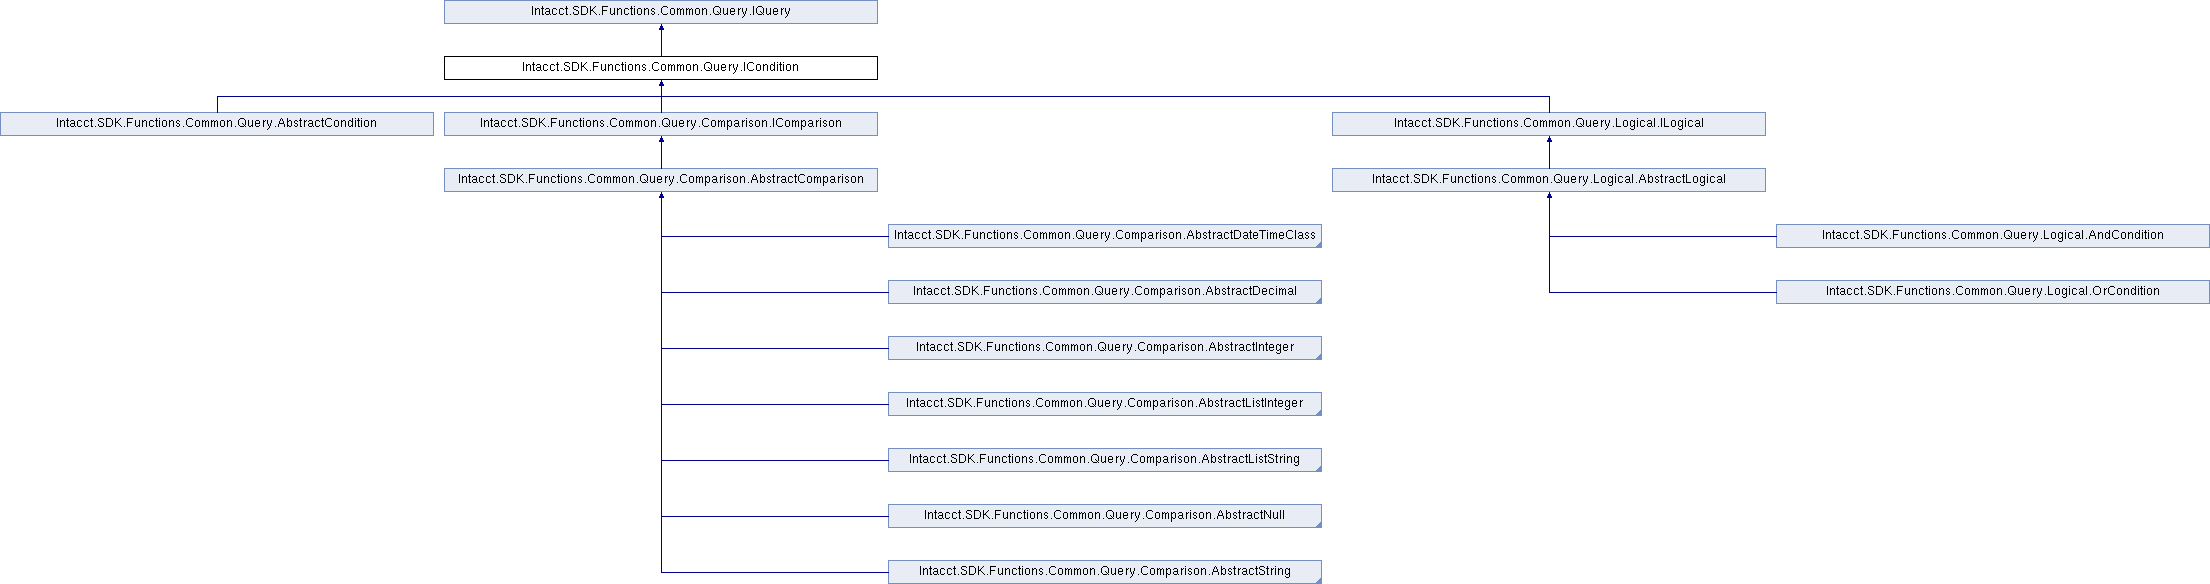 Intacct.SDK.Functions.Common.Query.IQuery
Intacct.SDK.Functions.Common.Query.ICondition
Intacct.SDK.Functions.Common.Query.AbstractCondition
Intacct.SDK.Functions.Common.Query.Comparison.IComparison
Intacct.SDK.Functions.Common.Query.Logical.ILogical
Intacct.SDK.Functions.Common.Query.Comparison.AbstractComparison
Intacct.SDK.Functions.Common.Query.Logical.AbstractLogical
Intacct.SDK.Functions.Common.Query.Comparison.AbstractDateTimeClass
Intacct.SDK.Functions.Common.Query.Logical.AndCondition
Intacct.SDK.Functions.Common.Query.Comparison.AbstractDecimal
Intacct.SDK.Functions.Common.Query.Logical.OrCondition
Intacct.SDK.Functions.Common.Query.Comparison.AbstractInteger
Intacct.SDK.Functions.Common.Query.Comparison.AbstractListInteger
Intacct.SDK.Functions.Common.Query.Comparison.AbstractListString
Intacct.SDK.Functions.Common.Query.Comparison.AbstractNull
Intacct.SDK.Functions.Common.Query.Comparison.AbstractString